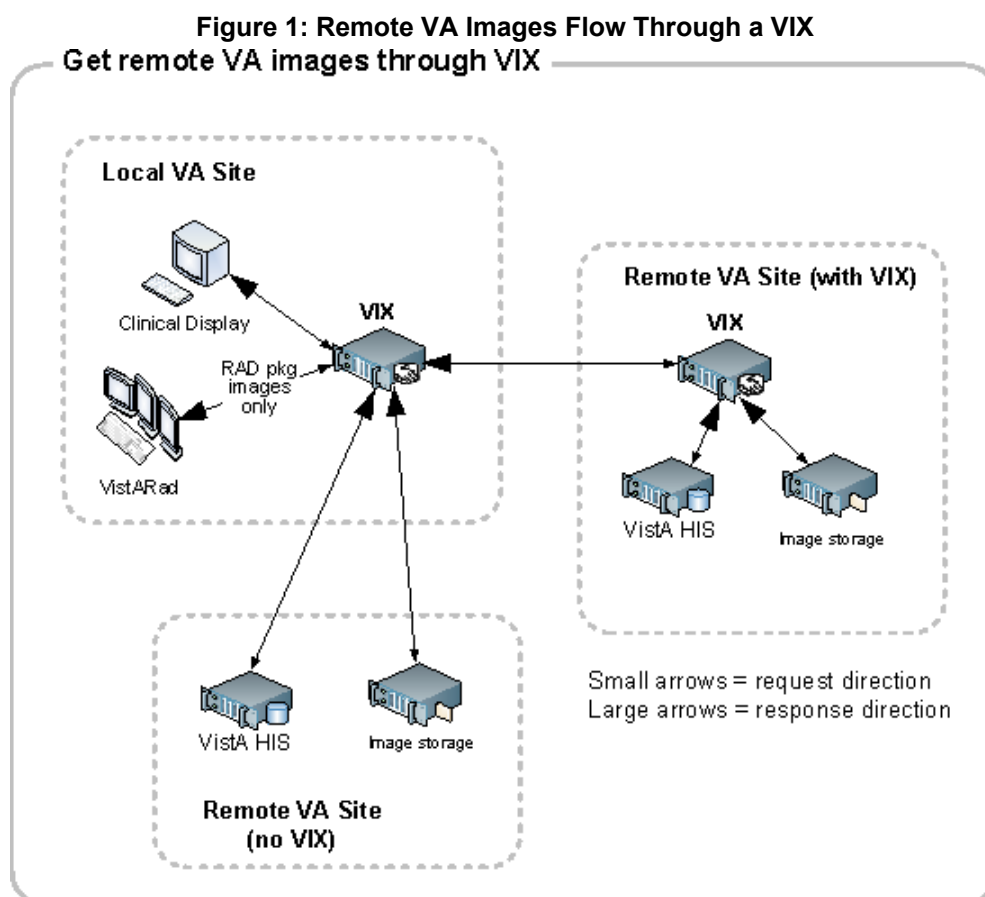 Figure 1: Remote VA Images Flow Through a VIX
Get remote VA images through VIX
Local VA Site
Clinical Display
VIX
RAD pkg
images
only
VistARad
Remote VA Site (with VIX)
VIX
VistA HIS
Image storage
VistA HIS
Image storage
Remote VA Site
(no VIX)
Small arrows = request direction
Large arrows = response direction